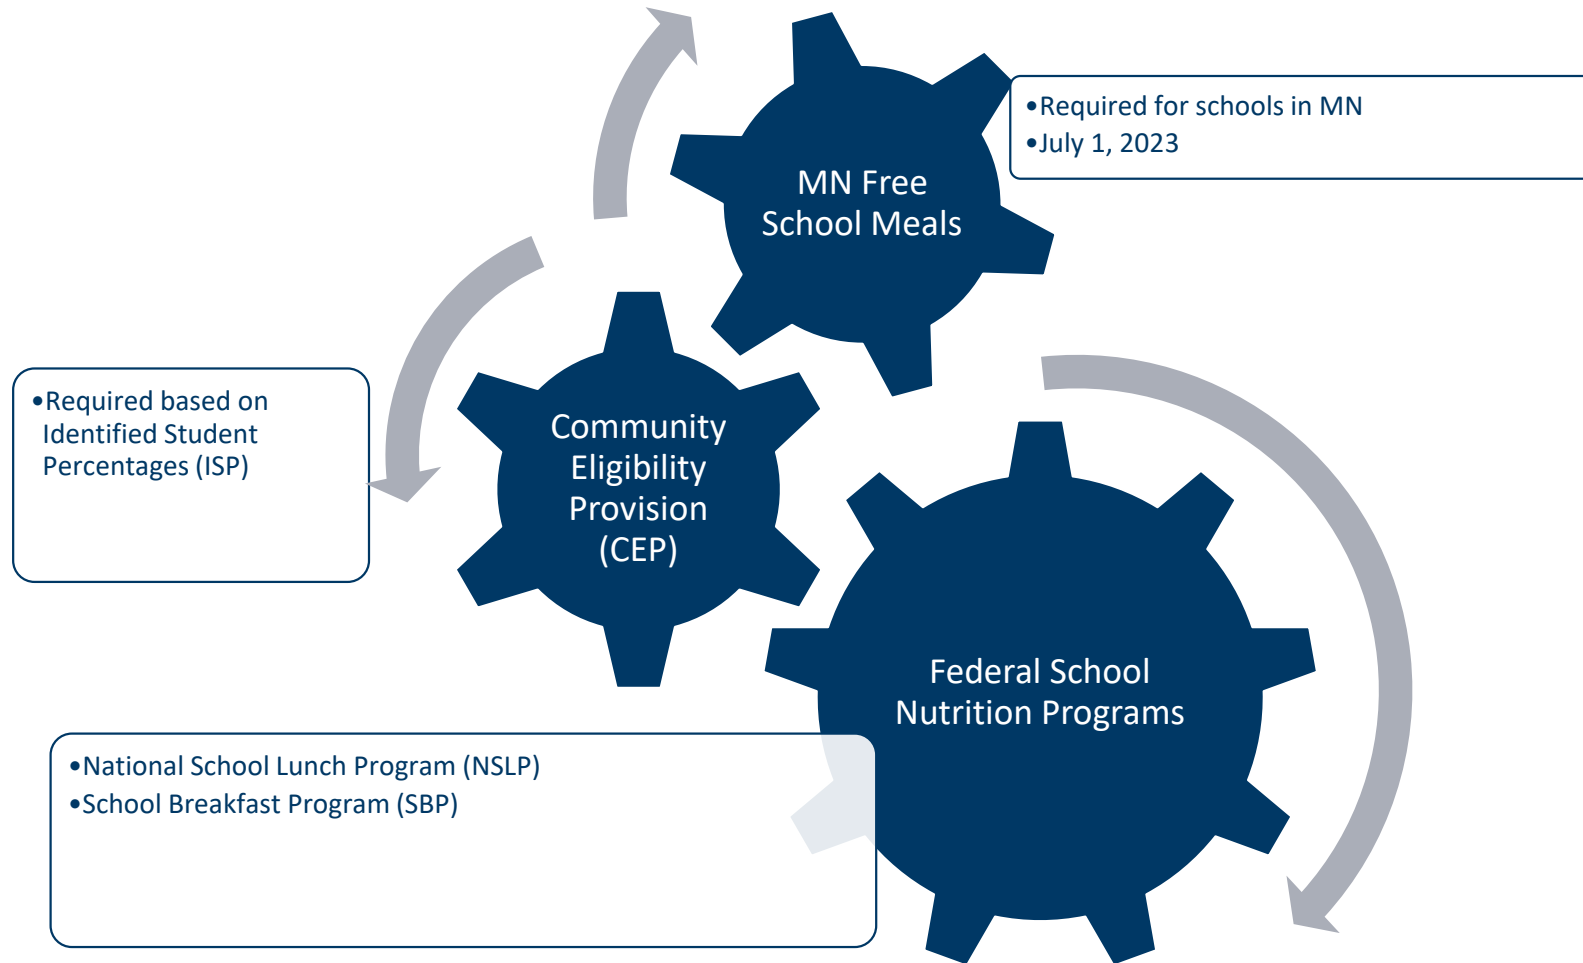 •Required for schools in MN
•July 1, 2023
MN Free
School Meals
•Required based on
Identified Student
Percentages (ISP)
Community
Eligibility
Provision
(CEP)
Federal School
Nutrition Programs
•National School Lunch Program (NSLP)
•School Breakfast Program (SBP)